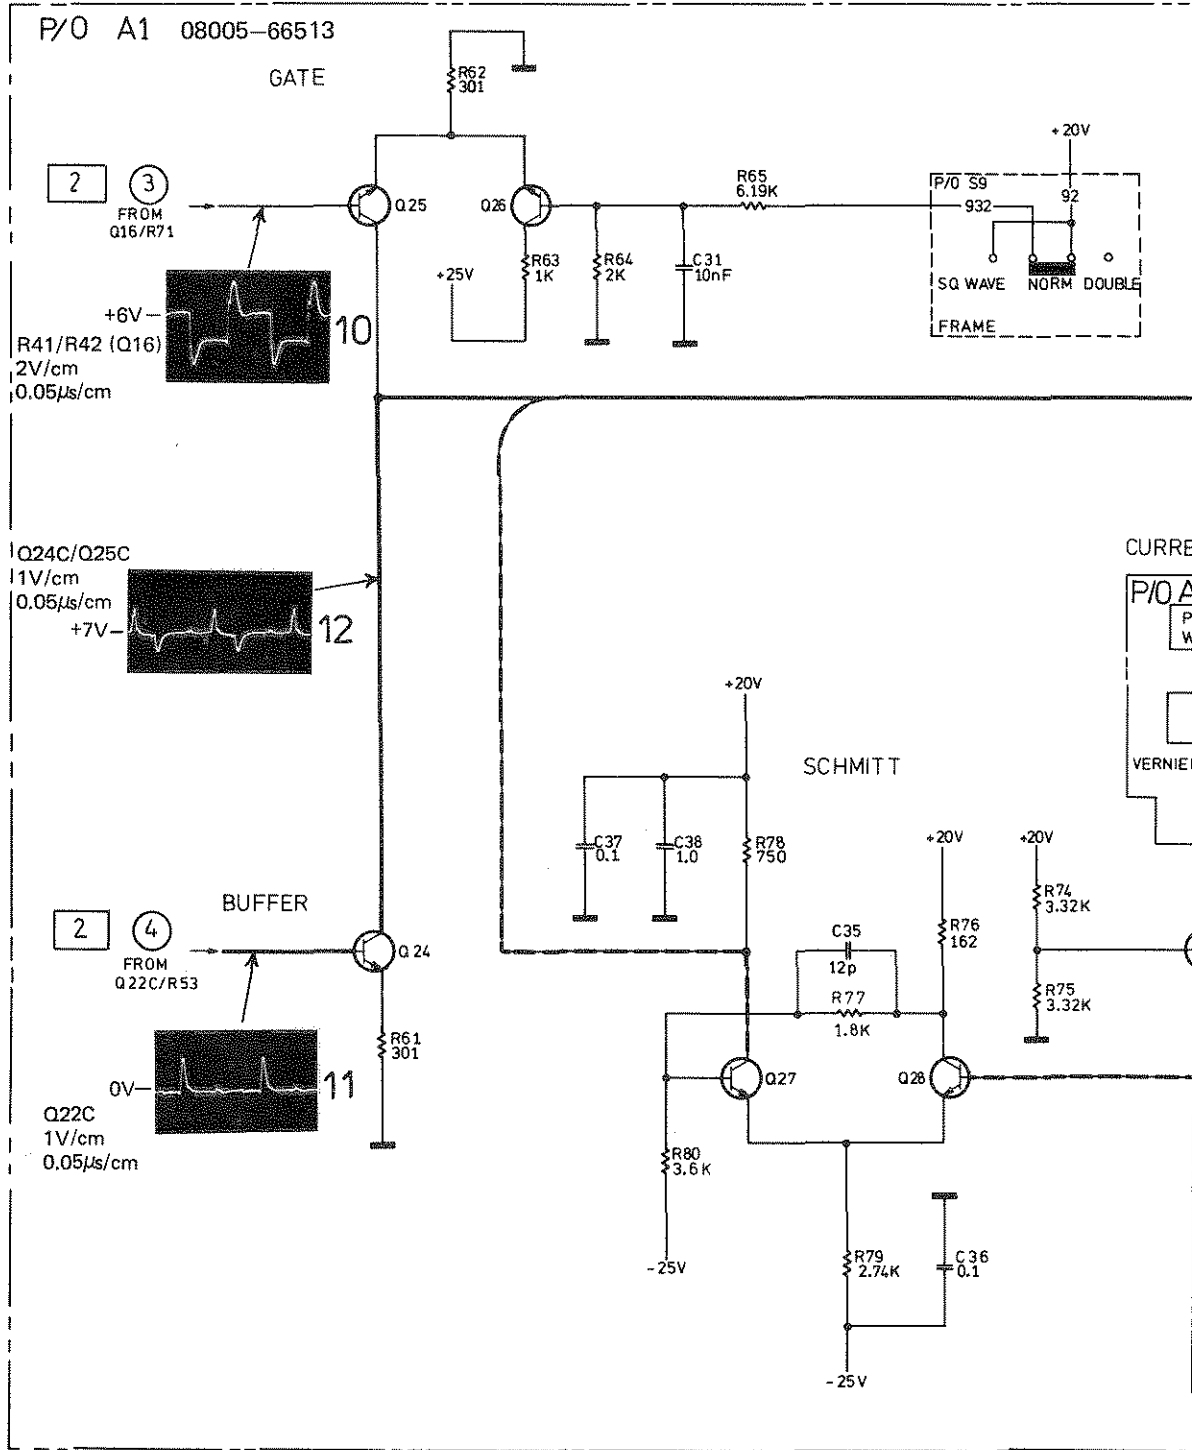 P/O A1 08005-66513
GATE
R62
301
+20V
2
3
FROM
Q16/R71
Q25
Q26
R65
6.19K
P/O S9
932
92
+25V
R63
1K
R64
2K
C31
10nF
SQ WAVE NORM DOUBLE
FRAME
+6V
10
R41/R42 (Q16)
2V/cm
0.05µs/cm
Q24C/Q25C
1V/cm
0.05µs/cm
+7V
12
CURRE
P/O A
P
W
VERNIE
+20V
SCHMITT
C37
0.1
C38
1.0
R78
750
+20V
+20V
R74
3.32K
BUFFER
2
4
FROM
Q22C/R53
Q24
C35
12p
R76
162
R77
1.8K
R75
3.32K
R61
301
0V
11
Q22C
1V/cm
0.05µs/cm
Q27
Q28
R80
3.6K
-25V
R79
2.74K
C36
0.1
-25V